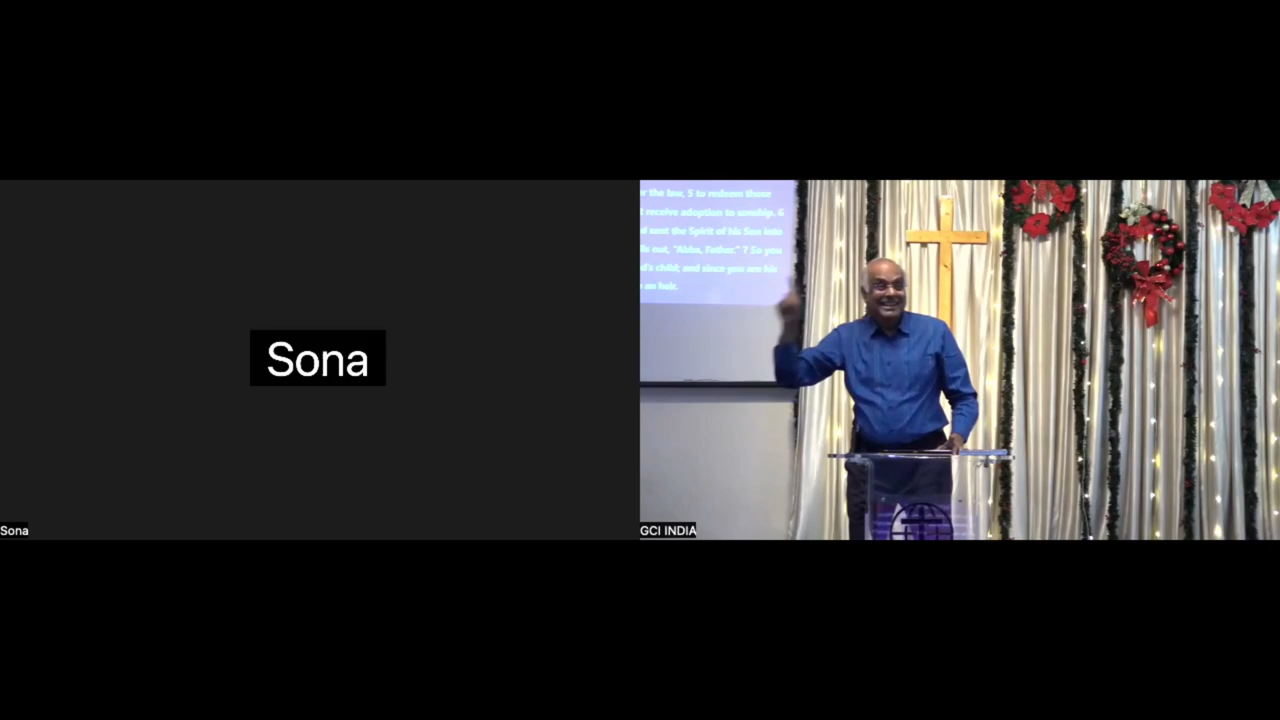 Sona
Sona
r the law, 5 to redeem those
t receive adoption to sonship. 6
d sent the Spirit of his Son into
lls out, "Abba, Father." 7 So you
d's child; and since you are his
an heir.
GCI INDIA